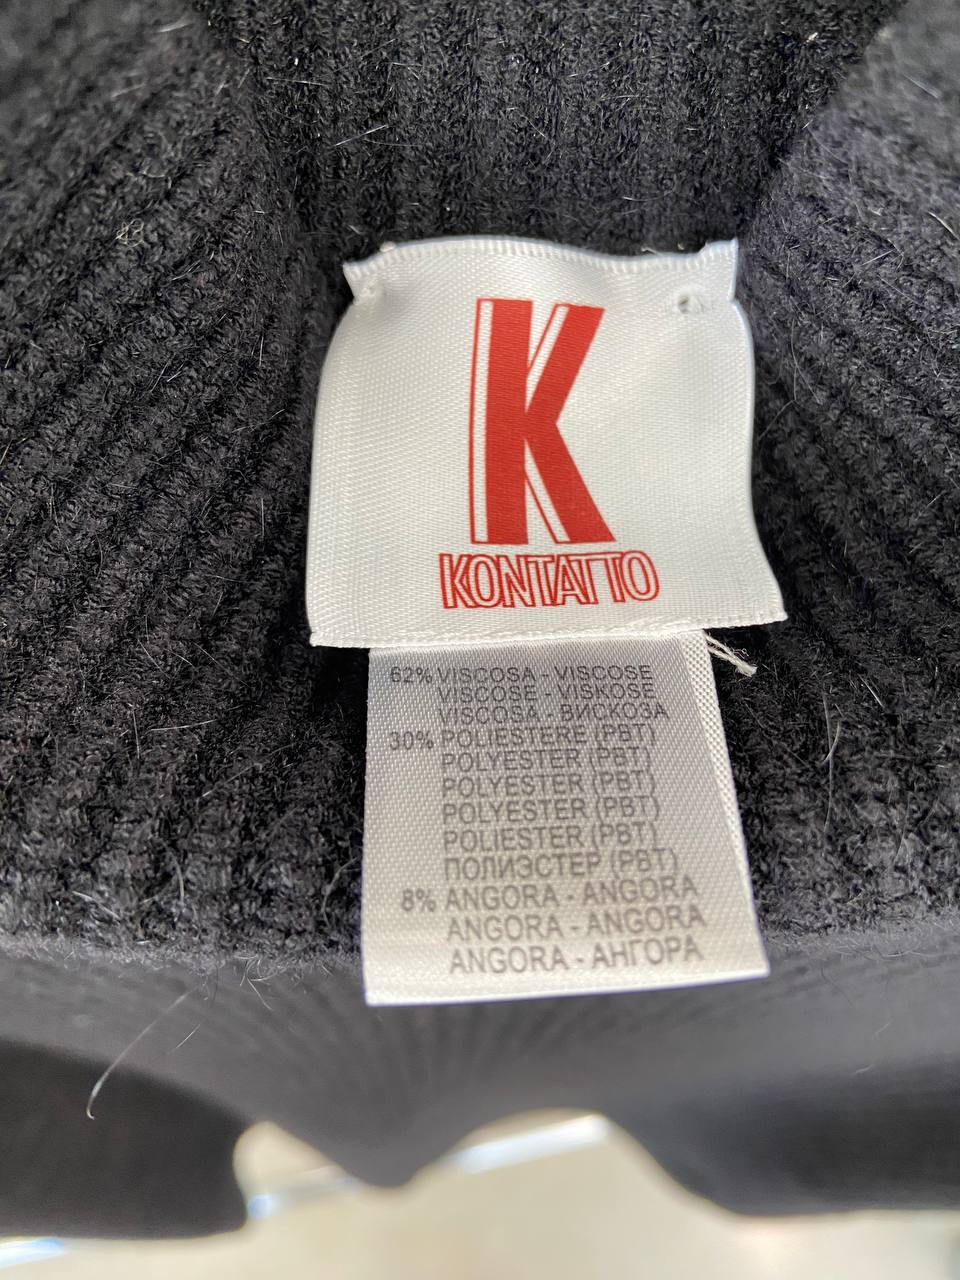 K
KONTATTO
62% VISCOSA - VISCOSE
VISCOSE - VISKOSE
VISCOSA - ВИСКОЗА
30% POLIESTERE (PBT)
POLYESTER (PBT)
POLYESTER (PBT)
POLYESTER (PBT)
POLIESTER (PBT)
ПОЛИЭСТЕР (PBT)
8% ANGORA - ANGORA
ANGORA - ANGORA
ANGORA - АНГОРА